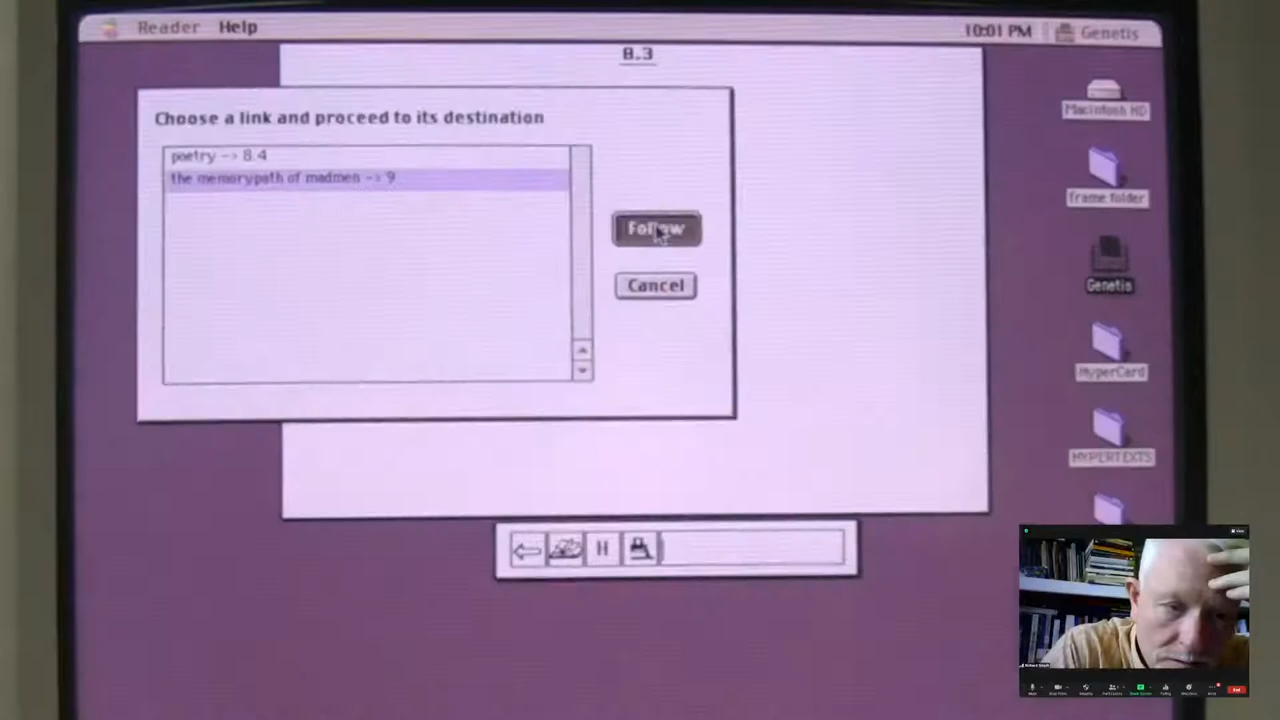 Reader Help 10:01 PM Genetis
8.3
Choose a link and proceed to its destination
poetry -> 8.4
the memorypath of madmen -> 9
Follow
Cancel
Macintosh HD
frame folder
Genetis
HyperCard
HYPERTEXTS
H